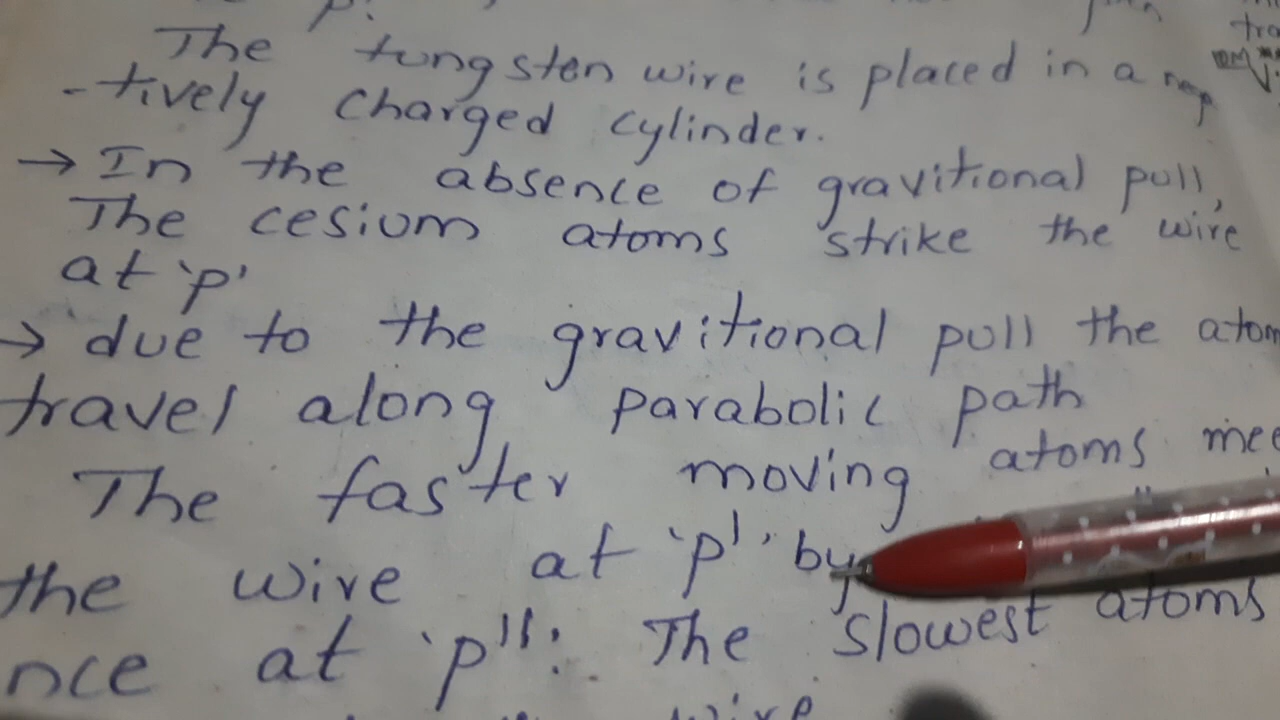 p'.
The tungsten wire is placed in a neg
-tively charged cylinder.
→ In the absence of gravitional pull,
The cesium atoms strike the wire
at 'p'
→ due to the gravitional pull the atom
travel along parabolic path
The faster moving atoms mee
the wire at 'p'' by
nce at 'p''. The slowest atoms
wire